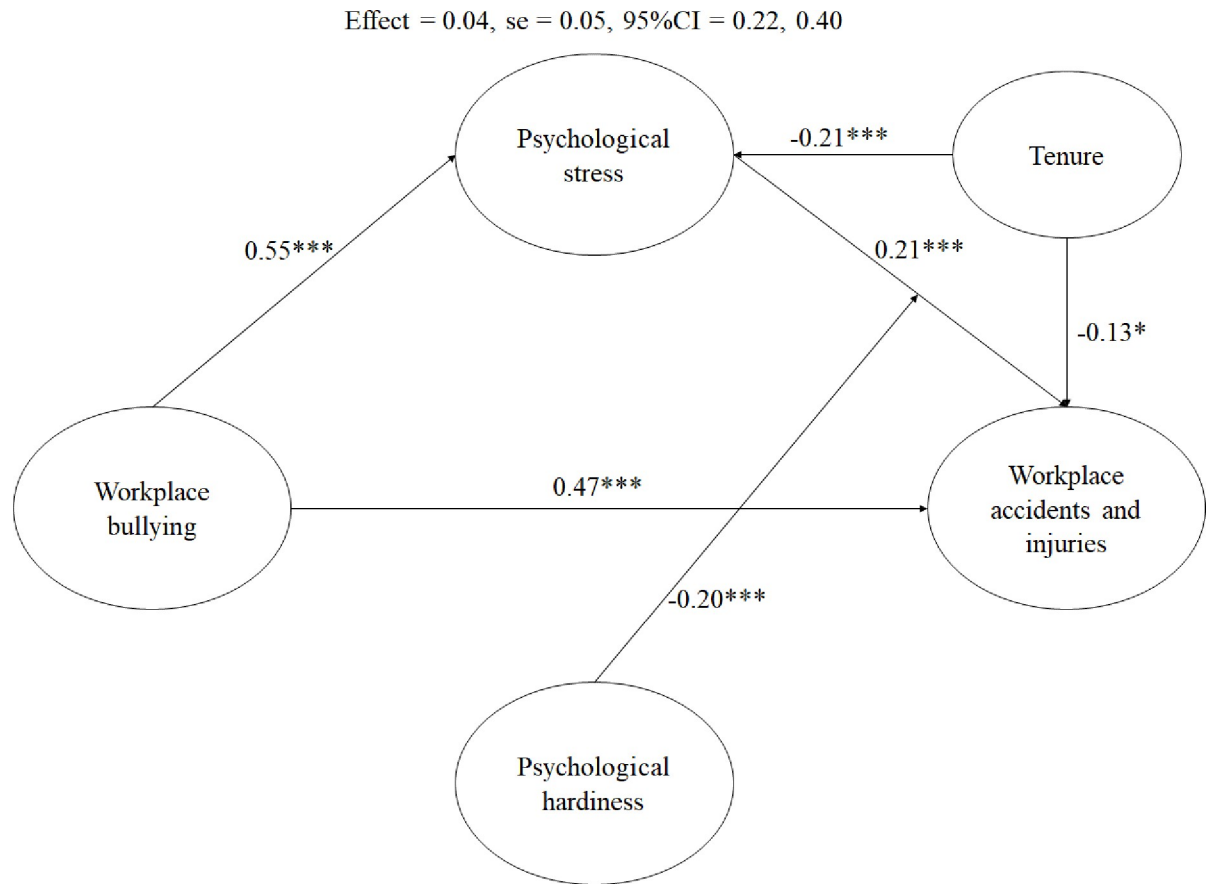 Effect = 0.04, se = 0.05, 95%CI = 0.22, 0.40
Psychological
stress
-0.21***
Tenure
0.55***
0.21***
-0.13*
Workplace
bullying
0.47***
Workplace
accidents and
injuries
-0.20***
Psychological
hardiness